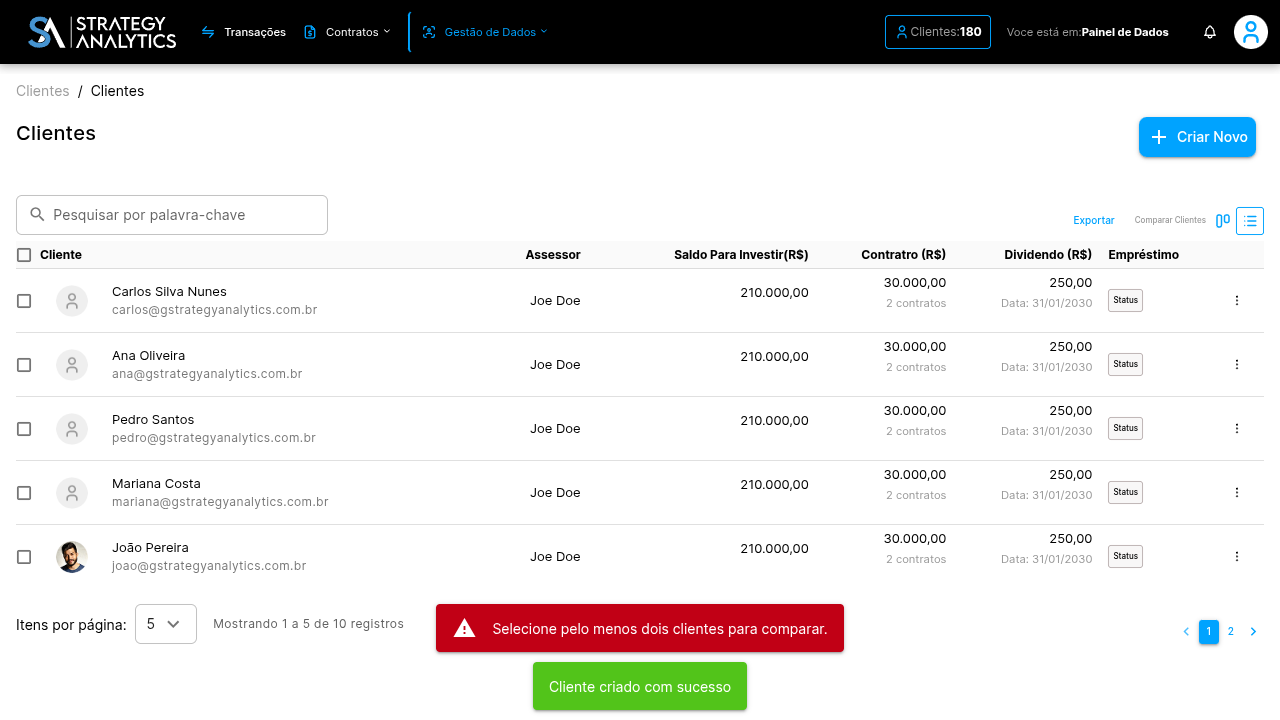 STRATEGY
ANALYTICS
Transações
Contratos
Gestão de Dados
Clientes:180
Voce está em:Painel de Dados
Clientes / Clientes
Clientes
Criar Novo
Pesquisar por palavra-chave
Exportar
Comparar Clientes
Cliente Assessor Saldo Para Investir(R$) Contratro (R$) Dividendo (R$) Empréstimo
Carlos Silva Nunes
carlos@gstrategyanalytics.com.br
Joe Doe
210.000,00
30.000,00
2 contratos
250,00
Data: 31/01/2030
Status
Ana Oliveira
ana@gstrategyanalytics.com.br
Joe Doe
210.000,00
30.000,00
2 contratos
250,00
Data: 31/01/2030
Status
Pedro Santos
pedro@gstrategyanalytics.com.br
Joe Doe
210.000,00
30.000,00
2 contratos
250,00
Data: 31/01/2030
Status
Mariana Costa
mariana@gstrategyanalytics.com.br
Joe Doe
210.000,00
30.000,00
2 contratos
250,00
Data: 31/01/2030
Status
João Pereira
joao@gstrategyanalytics.com.br
Joe Doe
210.000,00
30.000,00
2 contratos
250,00
Data: 31/01/2030
Status
Itens por página: 5 Mostrando 1 a 5 de 10 registros
Selecione pelo menos dois clientes para comparar.
1 2
Cliente criado com sucesso